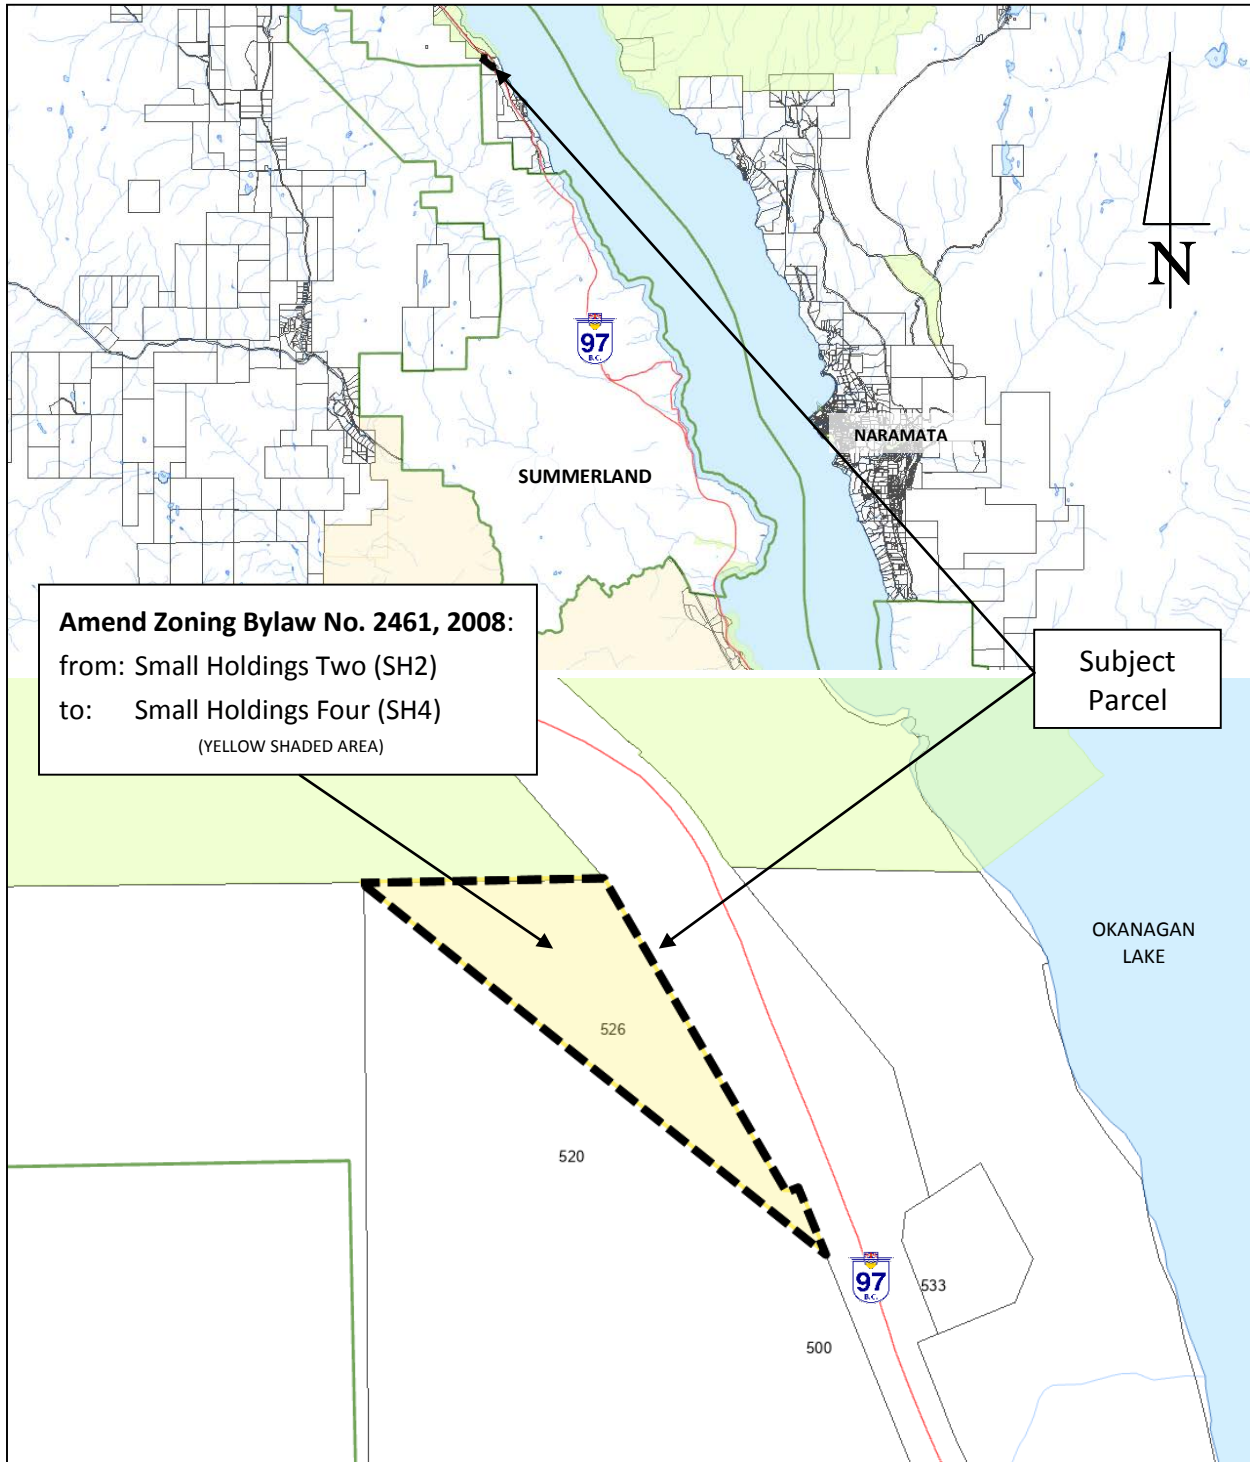 N
97
B.C.
NARAMATA
SUMMERLAND
Amend Zoning Bylaw No. 2461, 2008:
from: Small Holdings Two (SH2)
to: Small Holdings Four (SH4)
(YELLOW SHADED AREA)
Subject
Parcel
OKANAGAN
LAKE
526
520
97
B.C.
533
500